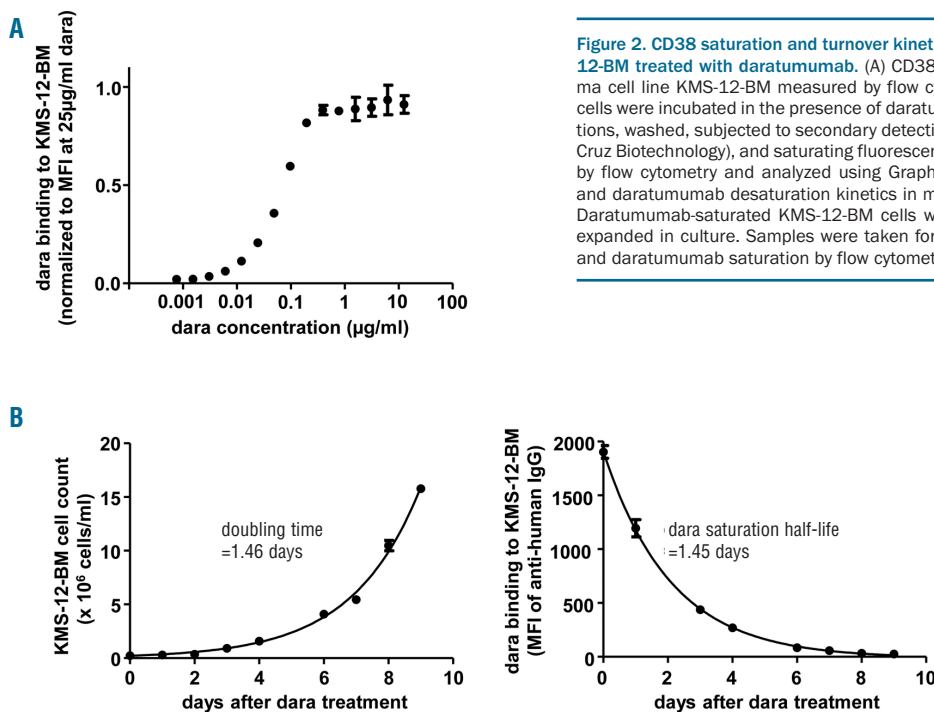 A
dara binding to KMS-12-BM
(normalized to MFI at 25µg/ml dara)
1.0
0.5
0.0
0.001 0.01 0.1 1 10 100
dara concentration (µg/ml)
Figure 2. CD38 saturation and turnover kineti
12-BM treated with daratumumab. (A) CD38
ma cell line KMS-12-BM measured by flow cy
cells were incubated in the presence of daratu
tions, washed, subjected to secondary detecti
Cruz Biotechnology), and saturating fluorescen
by flow cytometry and analyzed using Graph
and daratumumab desaturation kinetics in m
Daratumumab-saturated KMS-12-BM cells w
expanded in culture. Samples were taken for
and daratumumab saturation by flow cytomet
B
KMS-12-BM cell count
(x 10⁶ cells/ml)
20
15
10
5
0
doubling time
=1.46 days
0 2 4 6 8 10
days after dara treatment
dara binding to KMS-12-BM
(MFI of anti-human IgG)
2000
1500
1000
500
0
dara saturation half-life
=1.45 days
0 2 4 6 8 10
days after dara treatment